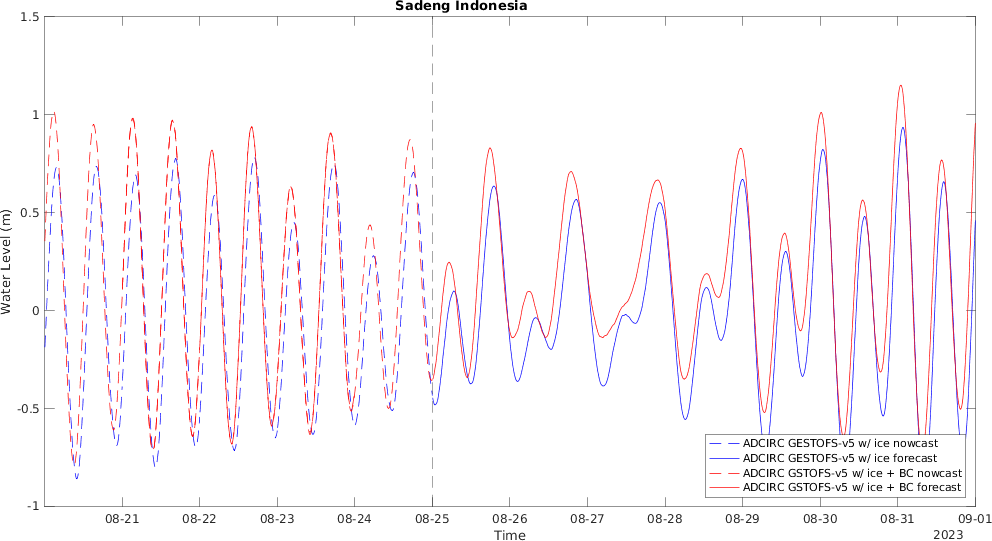 Sadeng Indonesia
1.5
1
0.5
0
-0.5
-1
Water Level (m)
08-21 08-22 08-23 08-24 08-25 08-26 08-27 08-28 08-29 08-30 08-31 09-01
Time
2023
ADCIRC GESTOFS-v5 w/ ice nowcast
ADCIRC GESTOFS-v5 w/ ice forecast
ADCIRC GSTOFS-v5 w/ ice + BC nowcast
ADCIRC GSTOFS-v5 w/ ice + BC forecast